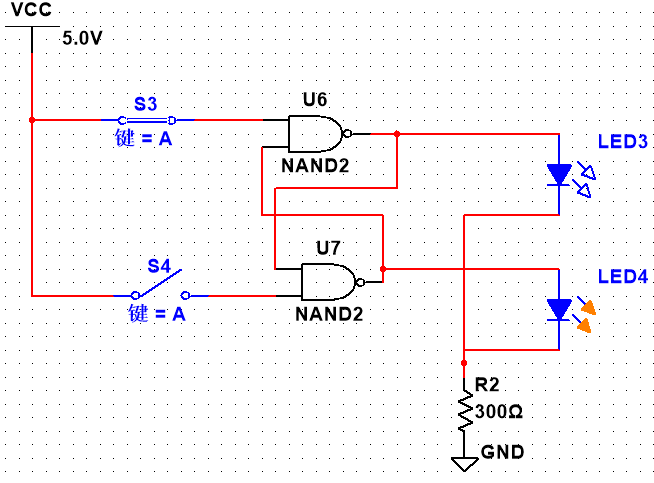 VCC
5.0V
S3
键 = A
U6
NAND2
LED3
S4
键 = A
U7
NAND2
LED4
R2
300Ω
GND